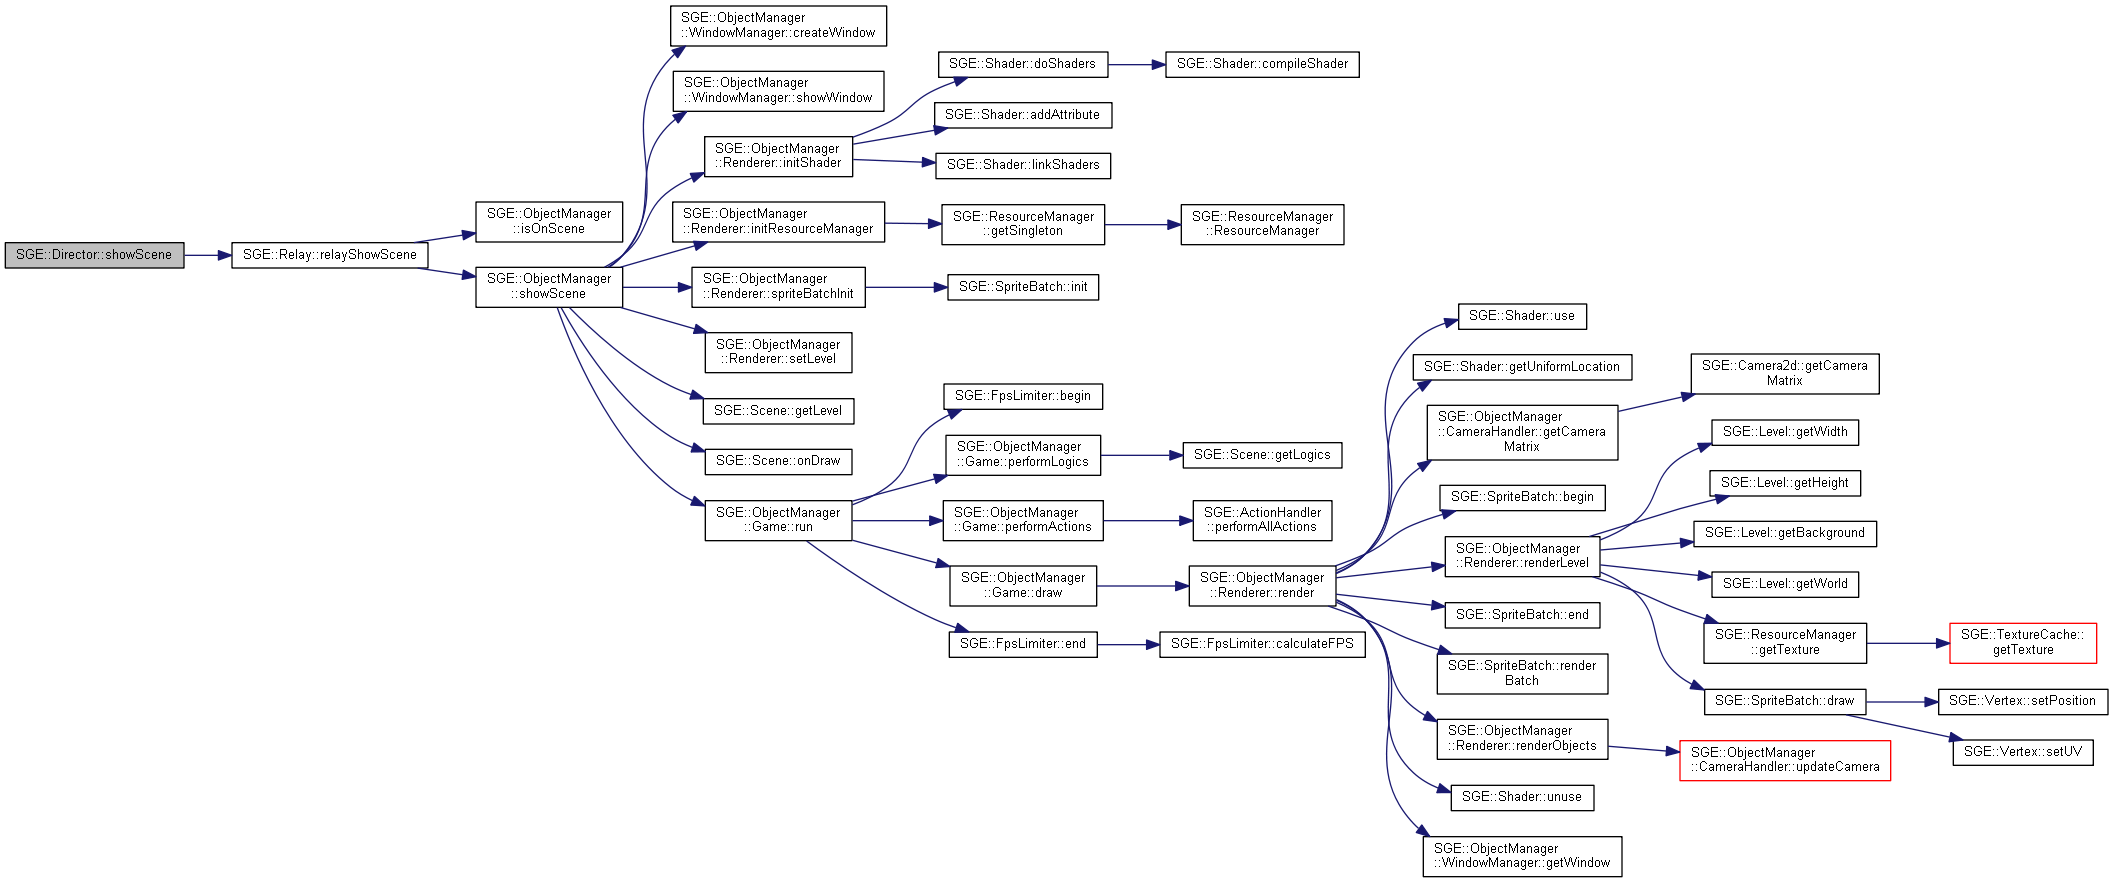 SGE::Director::showScene
SGE::Relay::relayShowScene
SGE::ObjectManager
::isOnScene
SGE::ObjectManager
::showScene
SGE::ObjectManager
::WindowManager::createWindow
SGE::ObjectManager
::WindowManager::showWindow
SGE::ObjectManager
::Renderer::initShader
SGE::ObjectManager
::Renderer::initResourceManager
SGE::ObjectManager
::Renderer::spriteBatchInit
SGE::ObjectManager
::Renderer::setLevel
SGE::Scene::getLevel
SGE::Scene::onDraw
SGE::ObjectManager
::Game::run
SGE::Shader::doShaders
SGE::Shader::addAttribute
SGE::Shader::linkShaders
SGE::ResourceManager
::getSingleton
SGE::SpriteBatch::init
SGE::FpsLimiter::begin
SGE::ObjectManager
::Game::performLogics
SGE::ObjectManager
::Game::performActions
SGE::ObjectManager
::Game::draw
SGE::FpsLimiter::end
SGE::Shader::compileShader
SGE::ResourceManager
::ResourceManager
SGE::Scene::getLogics
SGE::ActionHandler
::performAllActions
SGE::ObjectManager
::Renderer::render
SGE::FpsLimiter::calculateFPS
SGE::Shader::use
SGE::Shader::getUniformLocation
SGE::ObjectManager
::CameraHandler::getCamera
Matrix
SGE::SpriteBatch::begin
SGE::ObjectManager
::Renderer::renderLevel
SGE::SpriteBatch::end
SGE::SpriteBatch::render
Batch
SGE::ObjectManager
::Renderer::renderObjects
SGE::Shader::unuse
SGE::ObjectManager
::WindowManager::getWindow
SGE::Camera2d::getCamera
Matrix
SGE::Level::getWidth
SGE::Level::getHeight
SGE::Level::getBackground
SGE::Level::getWorld
SGE::ResourceManager
::getTexture
SGE::SpriteBatch::draw
SGE::ObjectManager
::CameraHandler::updateCamera
SGE::TextureCache::
getTexture
SGE::Vertex::setPosition
SGE::Vertex::setUV